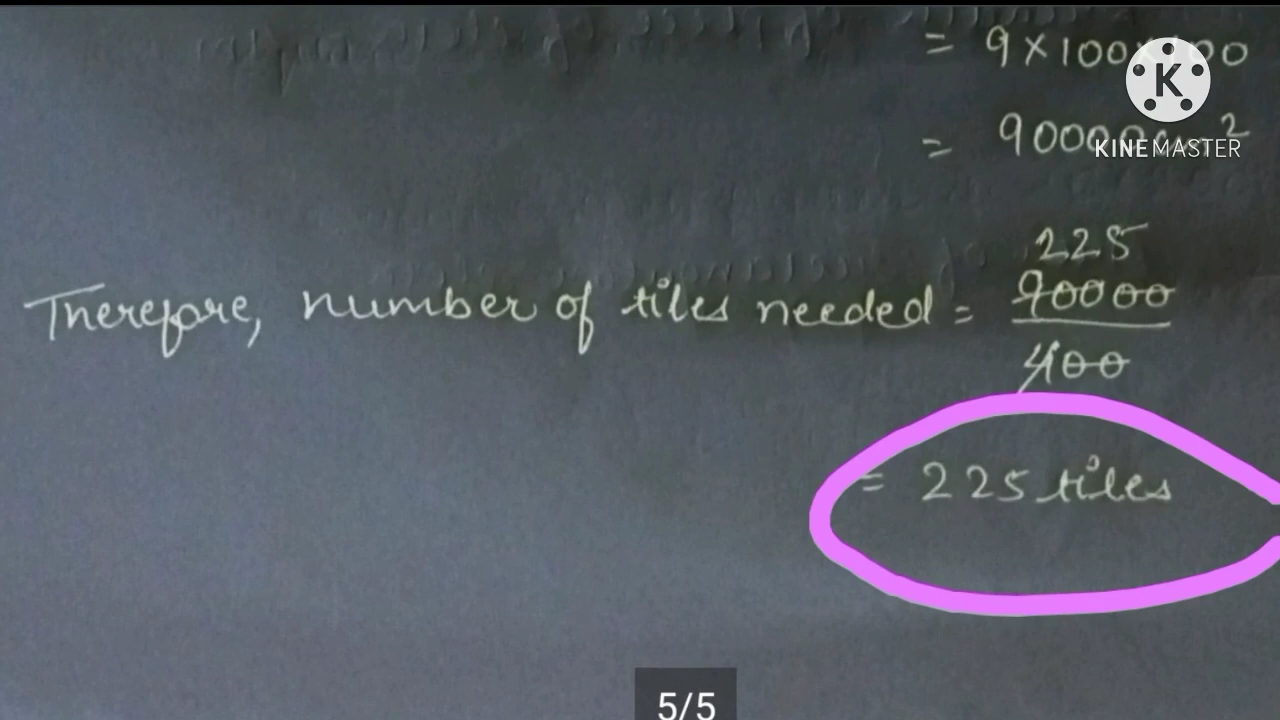 = 9×100×100
K
= 90000cm²
KINEMASTER
225
Therefore, number of tiles needed = 90000
400
= 225 tiles
5/5